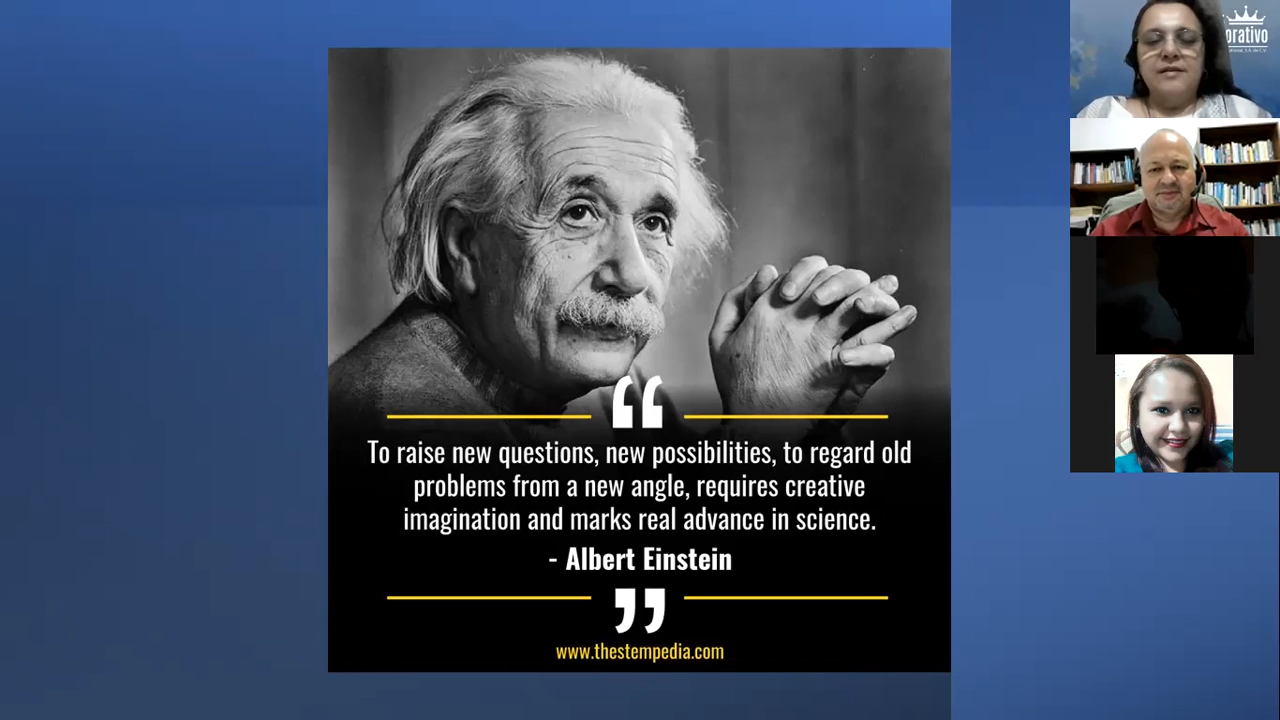 “
To raise new questions, new possibilities, to regard old
problems from a new angle, requires creative
imagination and marks real advance in science.
- Albert Einstein
”
www.thestempedia.com
orativo